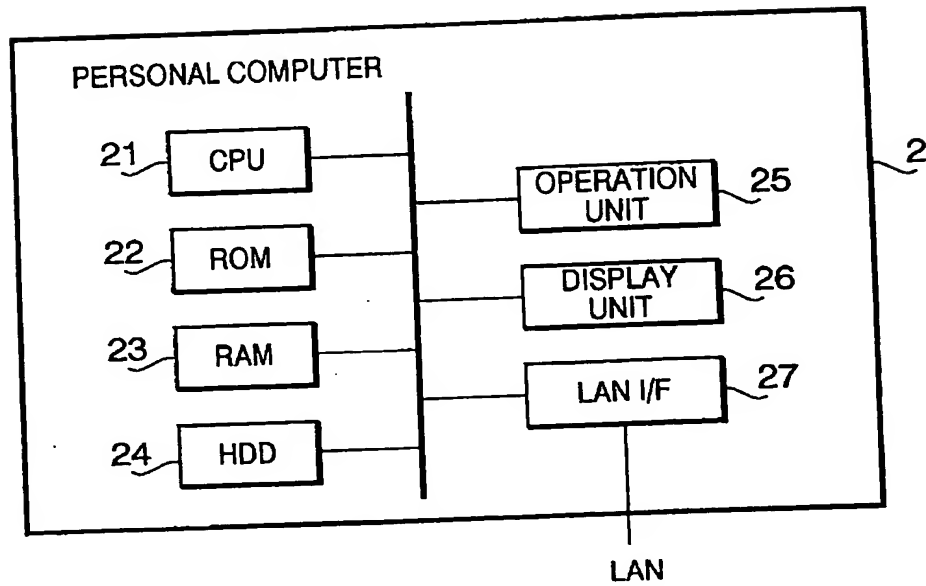 PERSONAL COMPUTER
21 CPU
22 ROM
23 RAM
24 HDD
OPERATION
UNIT
25
DISPLAY
UNIT
26
LAN I/F 27
2
LAN